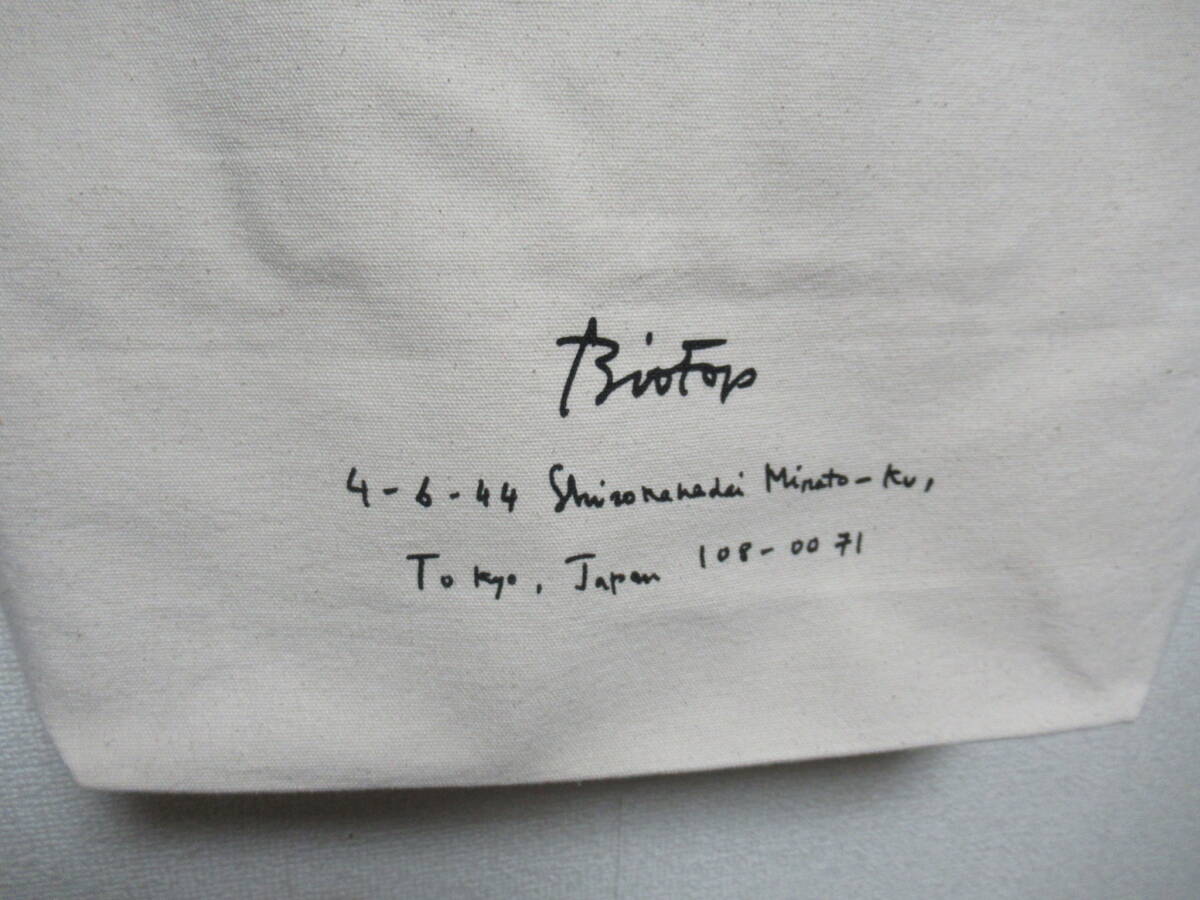 Biotop
4-6-44 Shirokanedai Minato-Ku,
Tokyo, Japan 108-0071